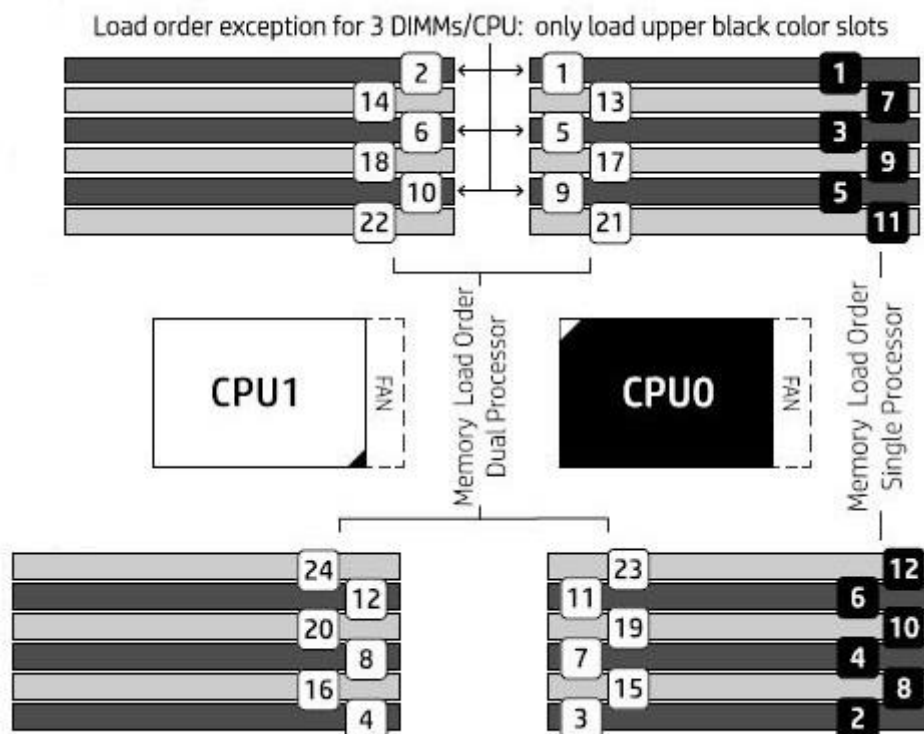 Load order exception for 3 DIMMs/CPU: only load upper black color slots
2 1 1
14 13 7
6 5 3
18 17 9
10 9 5
22 21 11
CPU1
FAN
Memory Load Order
Dual Processor
CPU0
FAN
Memory Load Order
Single Processor
24 23 12
12 11 6
20 19 10
8 7 4
16 15 8
4 3 2